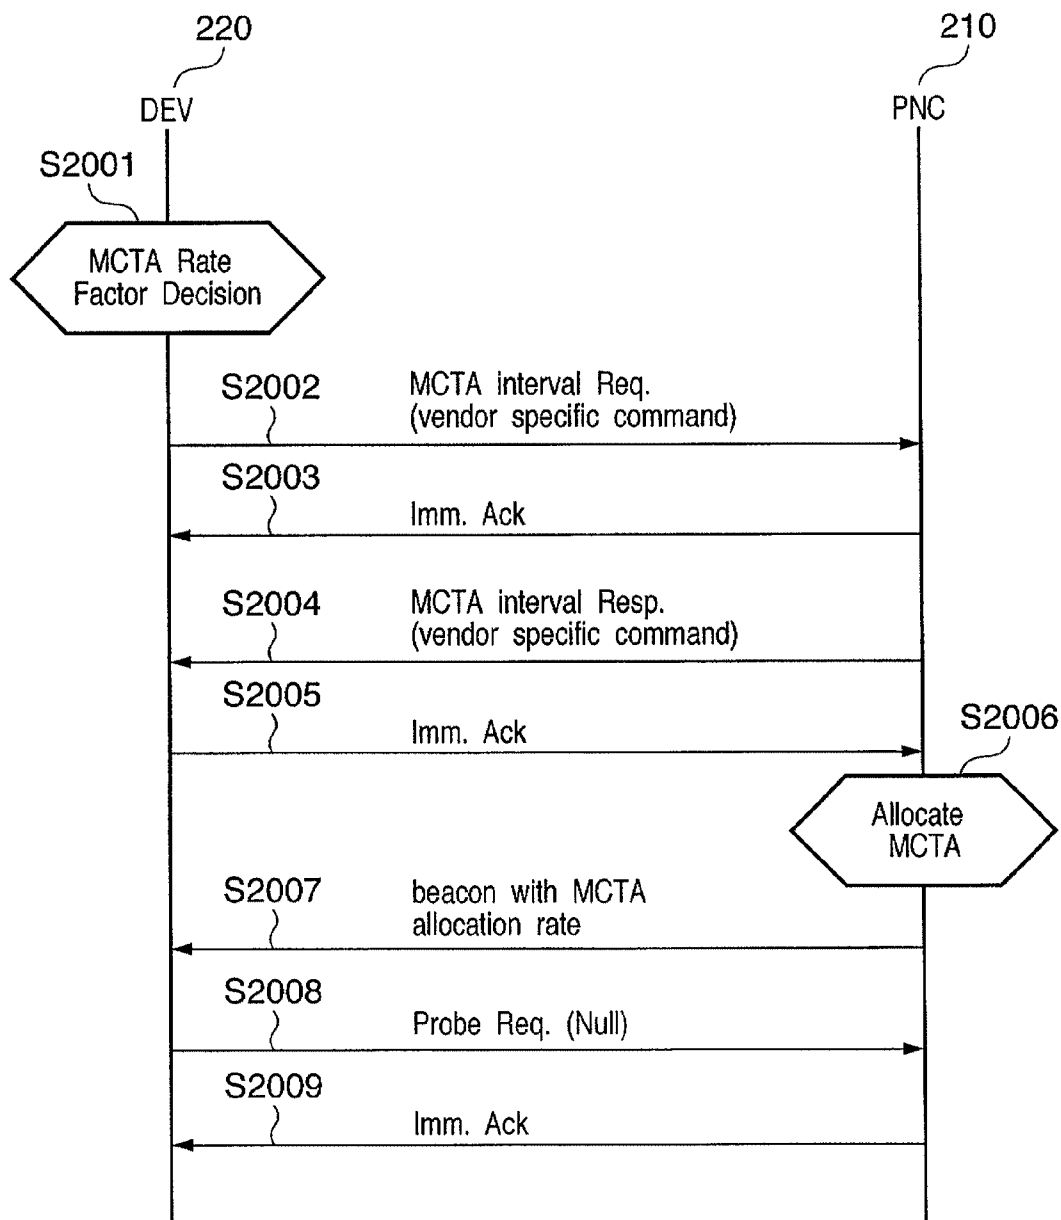 220
210
DEV
PNC
S2001
MCTA Rate
Factor Decision
S2002
MCTA interval Req.
(vendor specific command)
S2003
Imm. Ack
S2004
MCTA interval Resp.
(vendor specific command)
S2005
Imm. Ack
S2006
Allocate
MCTA
S2007
beacon with MCTA
allocation rate
S2008
Probe Req. (Null)
S2009
Imm. Ack